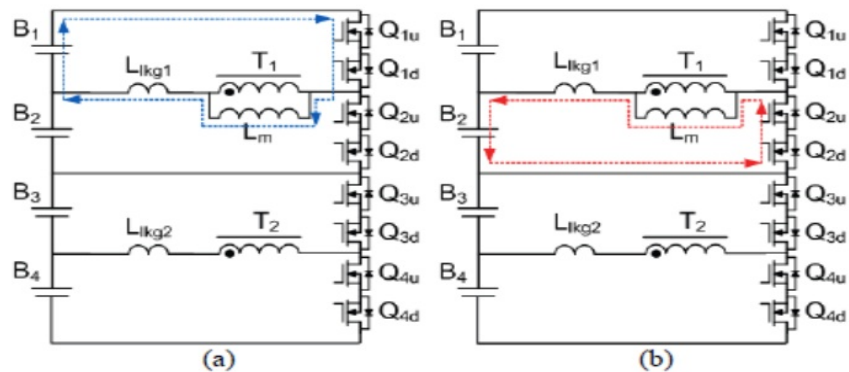 B1
Llkg1
T1
Q1u
Q1d
B2
Lm
Q2u
Q2d
B3
Q3u
Llkg2
T2
Q3d
B4
Q4u
Q4d
(a)
B1
Llkg1
T1
Q1u
Q1d
B2
Lm
Q2u
Q2d
B3
Q3u
Llkg2
T2
Q3d
B4
Q4u
Q4d
(b)